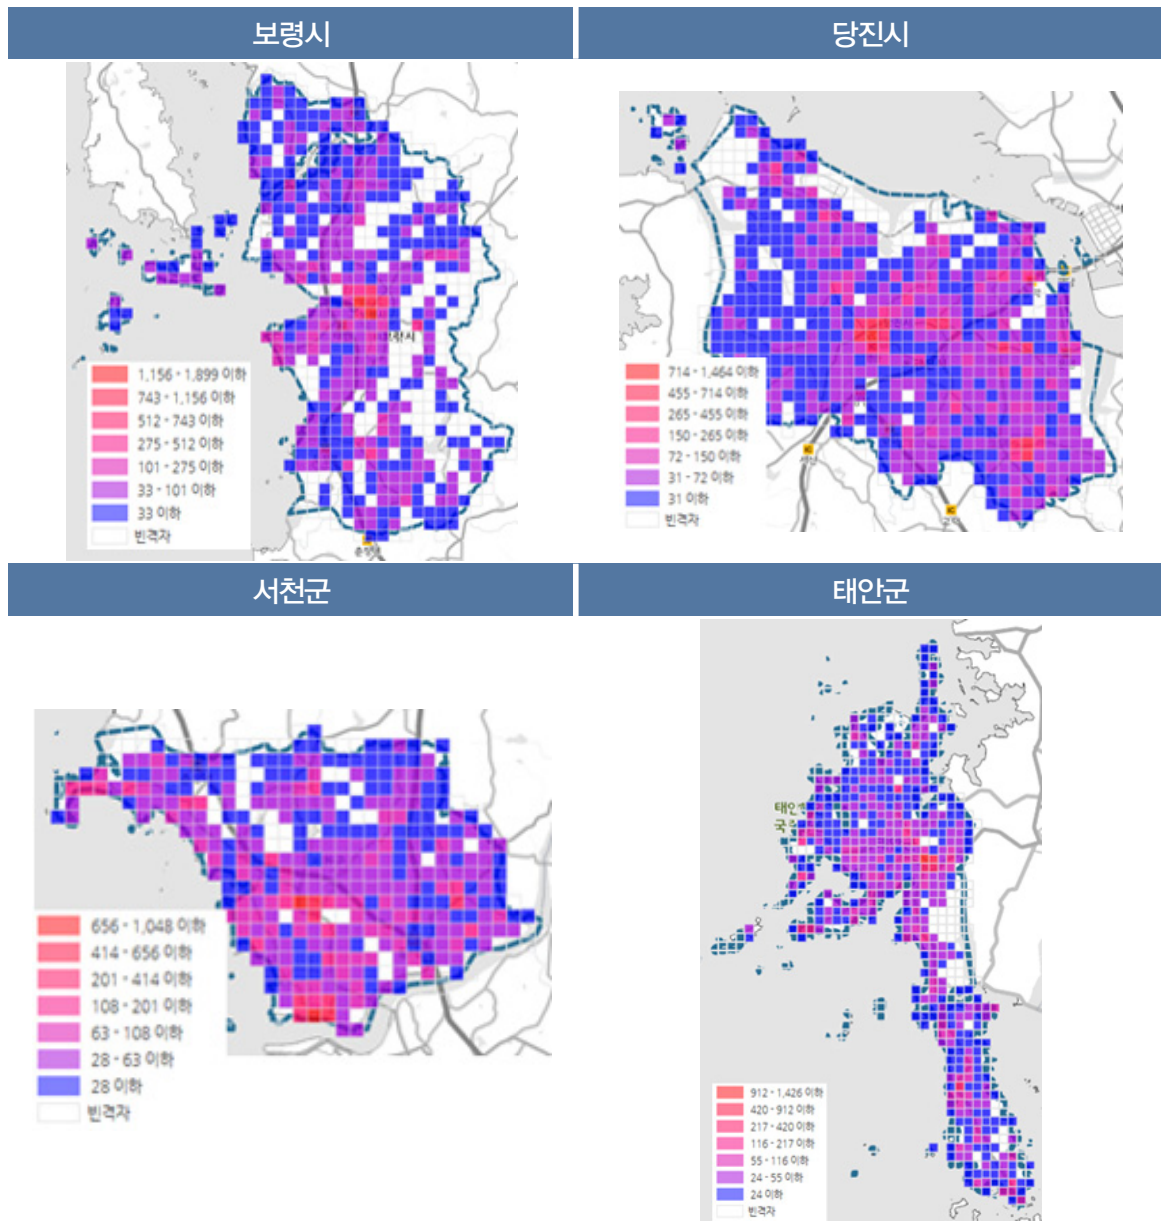 보령시
당진시
1,156 - 1,899 이하
743 - 1,156 이하
512 - 743 이하
275 - 512 이하
101 - 275 이하
33 - 101 이하
33 이하
빈격자
714 - 1,464 이하
455 - 714 이하
265 - 455 이하
150 - 265 이하
72 - 150 이하
31 - 72 이하
31 이하
빈격자
IC
IC
서천군
태안군
656 - 1,048 이하
414 - 656 이하
201 - 414 이하
108 - 201 이하
63 - 108 이하
28 - 63 이하
28 이하
빈격자
태안
국
912 - 1,426 이하
420 - 912 이하
217 - 420 이하
116 - 217 이하
55 - 116 이하
24 - 55 이하
24 이하
빈격자